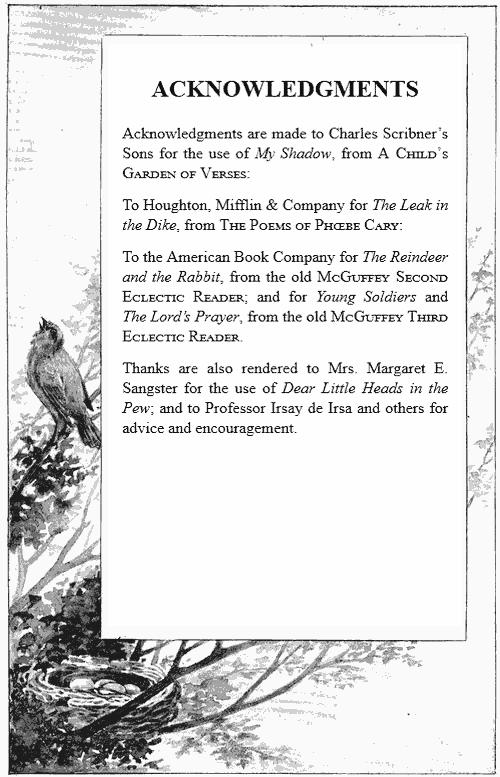 ACKNOWLEDGMENTS
Acknowledgments are made to Charles Scribner's
Sons for the use of My Shadow, from A CHILD'S
GARDEN OF VERSES:
To Houghton, Mifflin & Company for The Leak in
the Dike, from THE POEMS OF PHŒBE CARY:
To the American Book Company for The Reindeer
and the Rabbit, from the old MCGUFFEY SECOND
ECLECTIC READER; and for Young Soldiers and
The Lord's Prayer, from the old MCGUFFEY THIRD
ECLECTIC READER.
Thanks are also rendered to Mrs. Margaret E.
Sangster for the use of Dear Little Heads in the
Pew; and to Professor Irsay de Irsa and others for
advice and encouragement.